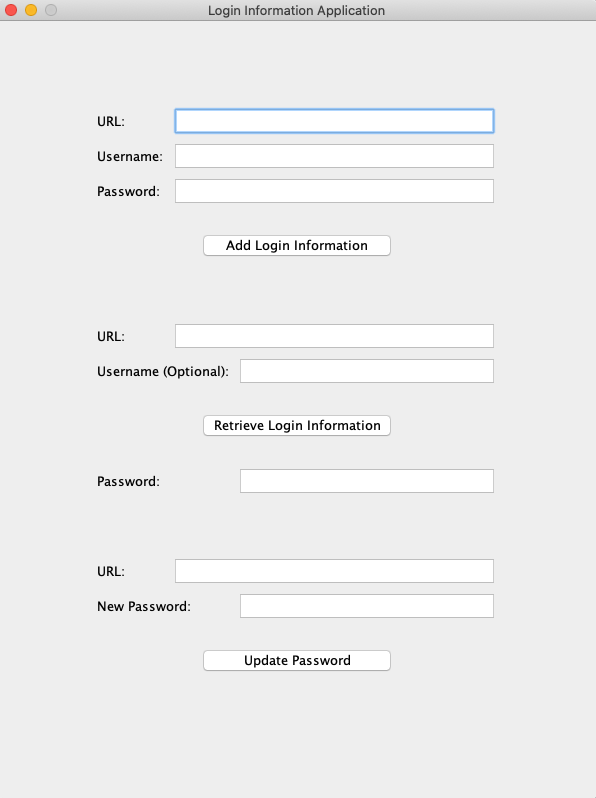 Login Information Application
URL:
Username:
Password:
Add Login Information
URL:
Username (Optional):
Retrieve Login Information
Password:
URL:
New Password:
Update Password